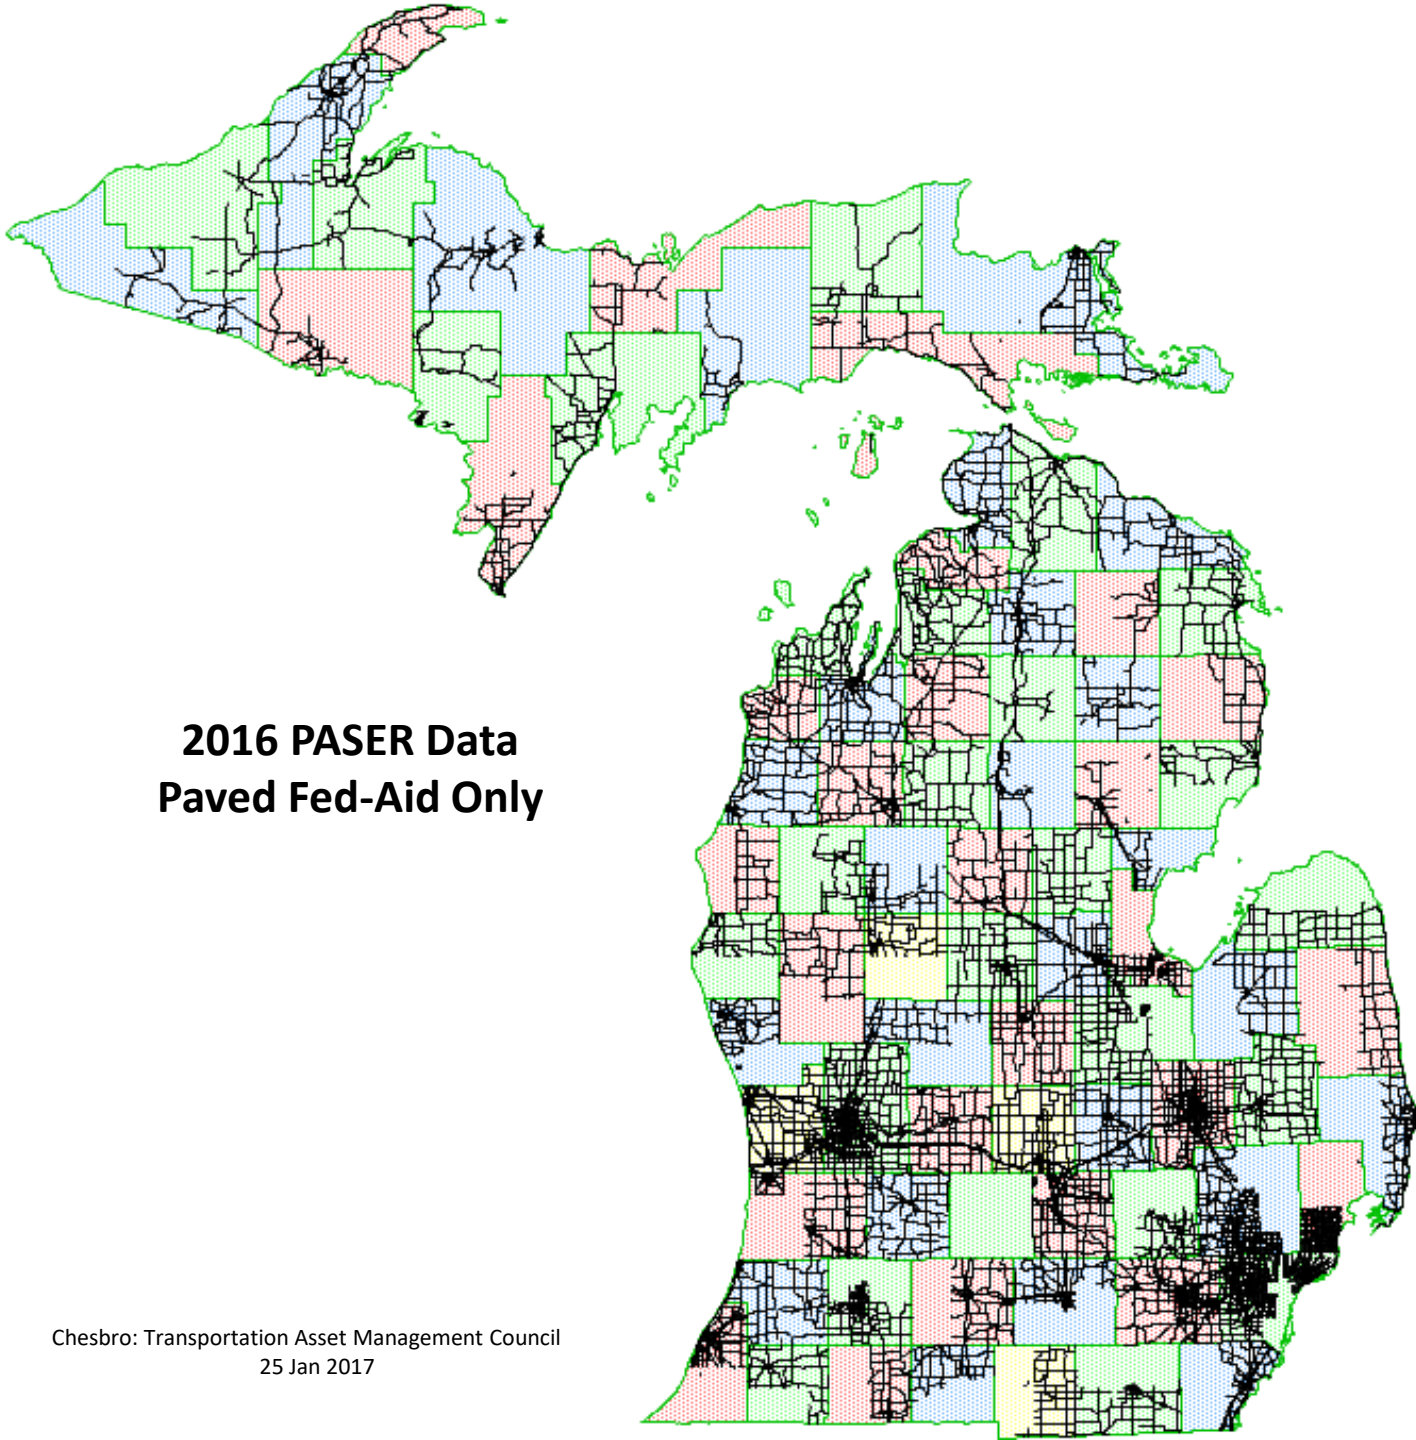 2016 PASER Data
Paved Fed-Aid Only
Chesbro: Transportation Asset Management Council
25 Jan 2017